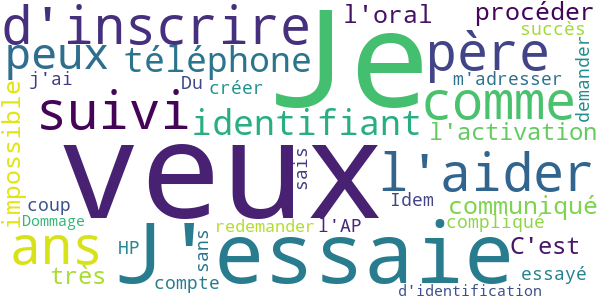 d'inscrire
Je
l'oral
procéder
succès
peux
téléphone
père
demander
j'ai
Du
créer
m'adresser
impossible
suivi
identifiant
comme
l'activation
veux
sais
l'aider
coup
Idem
communiqué
Dommage
ans
HP
J'essaie
sans
redemander
l'AP
compliqué
C'est
très
compte
essayé
d'identification